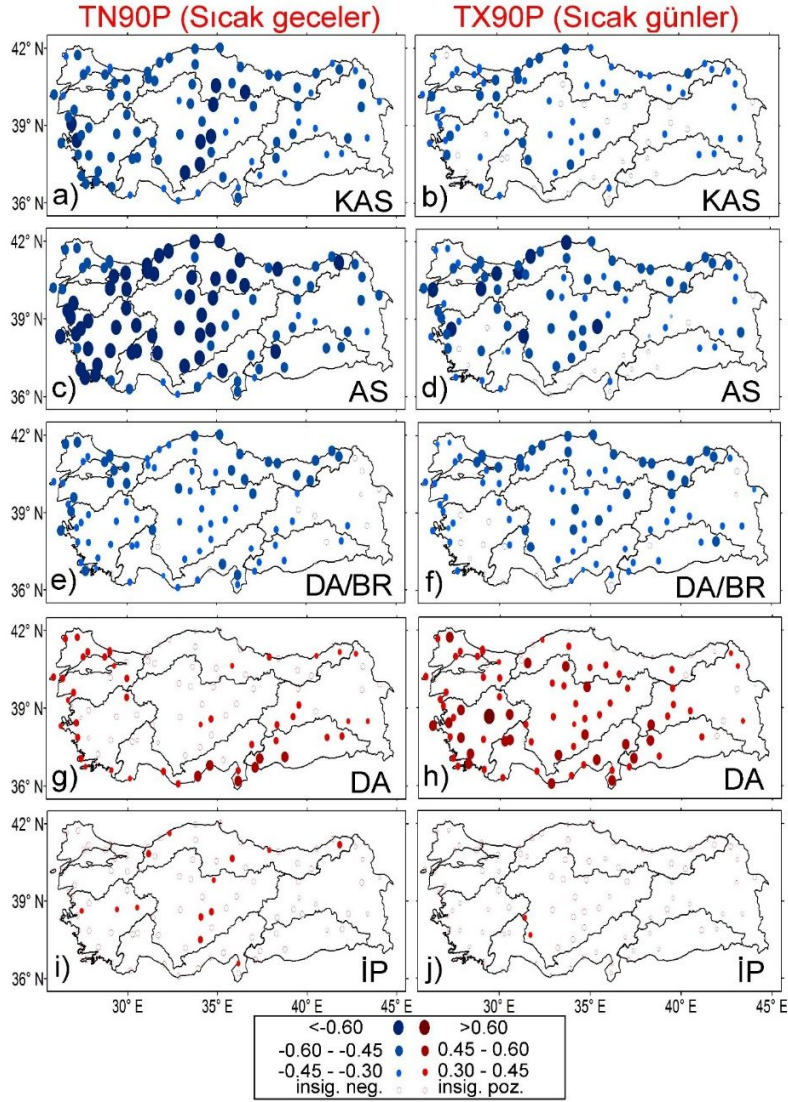 TN90P (Sıcak geceler) TX90P (Sıcak günler)
42° N
39° N
36° N
a) KAS
b) KAS
42° N
39° N
36° N
c) AS
d) AS
42° N
39° N
36° N
e) DA/BR
f) DA/BR
42° N
39° N
36° N
g) DA
h) DA
42° N
39° N
36° N
i) İP
j) İP
30° E 35° E 40° E 45° E 30° E 35° E 40° E 45° E
<-0.60 >0.60
-0.60 - -0.45 0.45 - 0.60
-0.45 - -0.30 0.30 - 0.45
insig. neg. insig. poz.